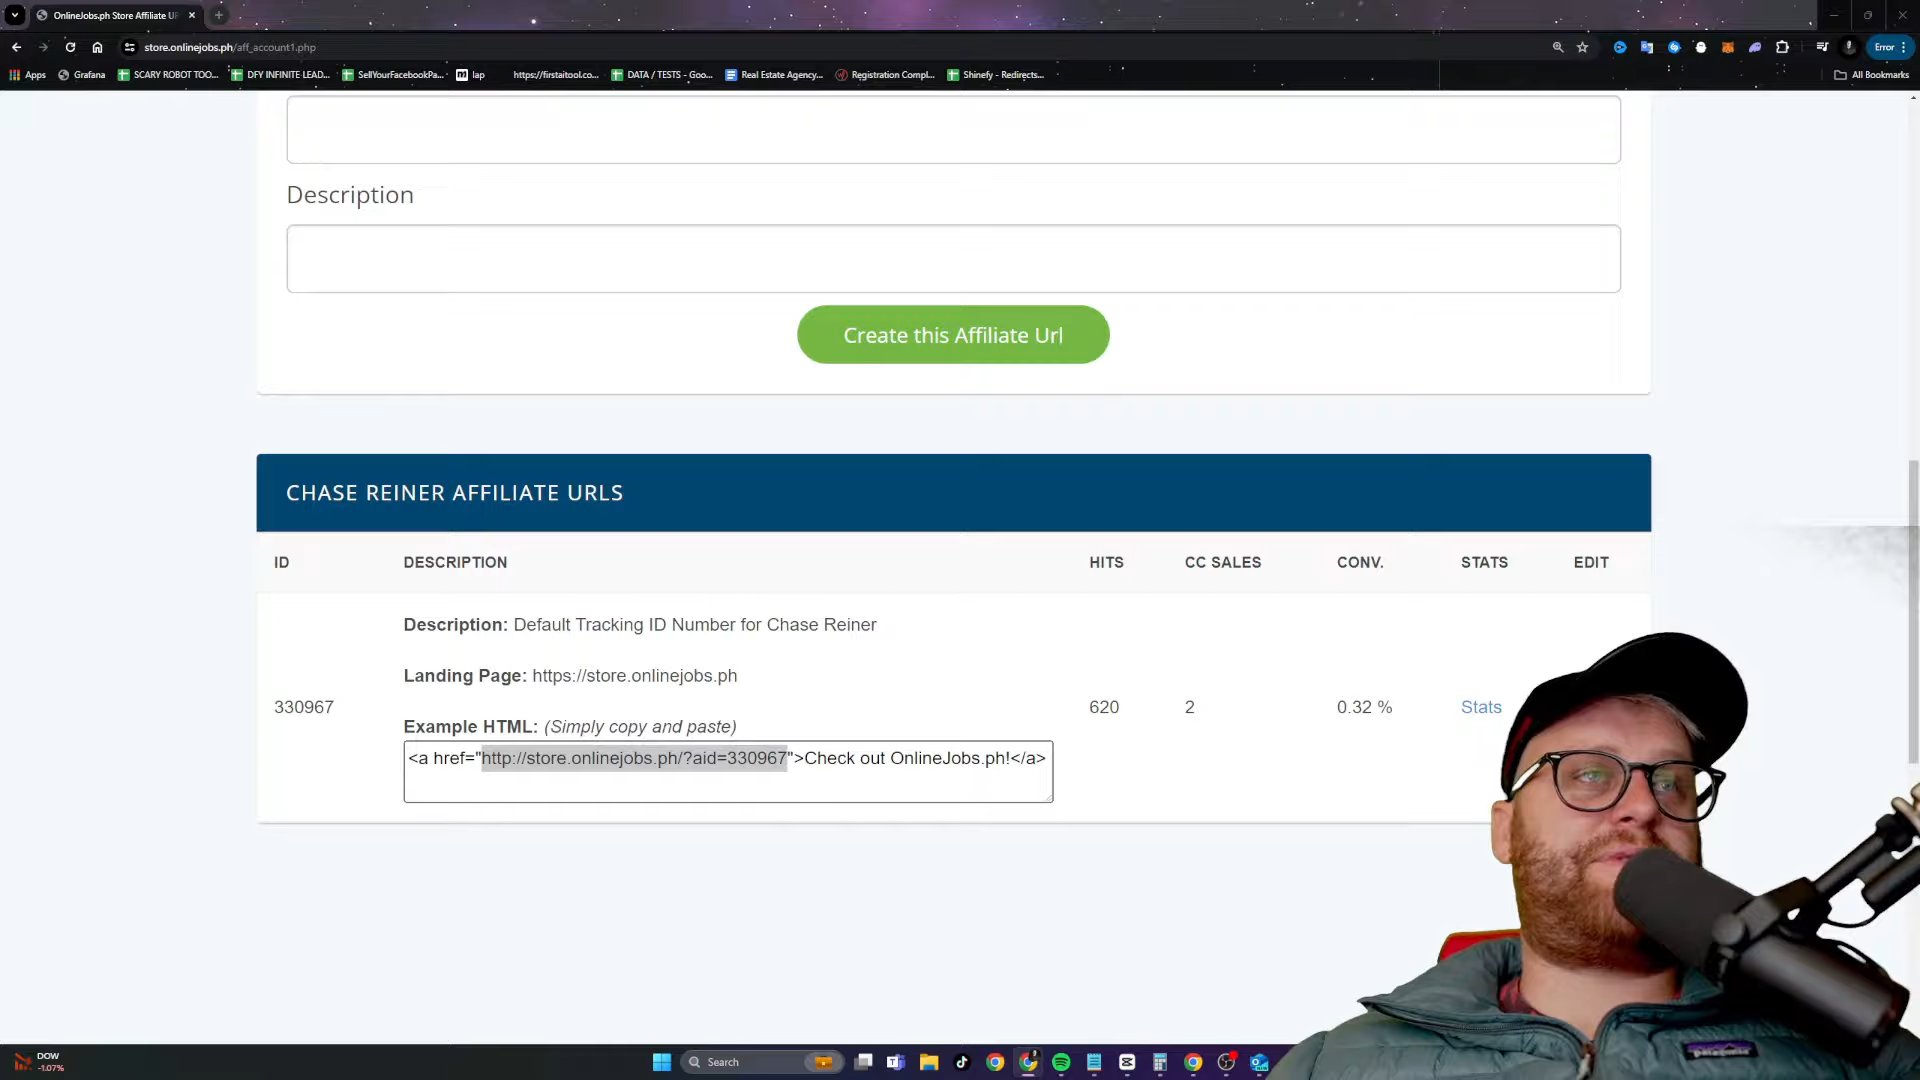 OnlineJobs.ph Store Affiliate UR
store.onlinejobs.ph/aff_account1.php
Error
Apps
Grafana
SCARY ROBOT TOO...
DFY INFINITE LEAD...
SellYourFacebookPa...
lap
https://firstaitool.co...
DATA / TESTS - Goo...
Real Estate Agency...
Registration Compl...
Shinefy - Redirects...
All Bookmarks
Description
Create this Affiliate Url
CHASE REINER AFFILIATE URLS
ID DESCRIPTION HITS CC SALES CONV. STATS EDIT
Description: Default Tracking ID Number for Chase Reiner
Landing Page: https://store.onlinejobs.ph
330967 620 2 0.32 % Stats
Example HTML: (Simply copy and paste)
<a href="http://store.onlinejobs.ph/?aid=330967">Check out OnlineJobs.ph!</a>
patagonia
DOW
-1.07%
Search